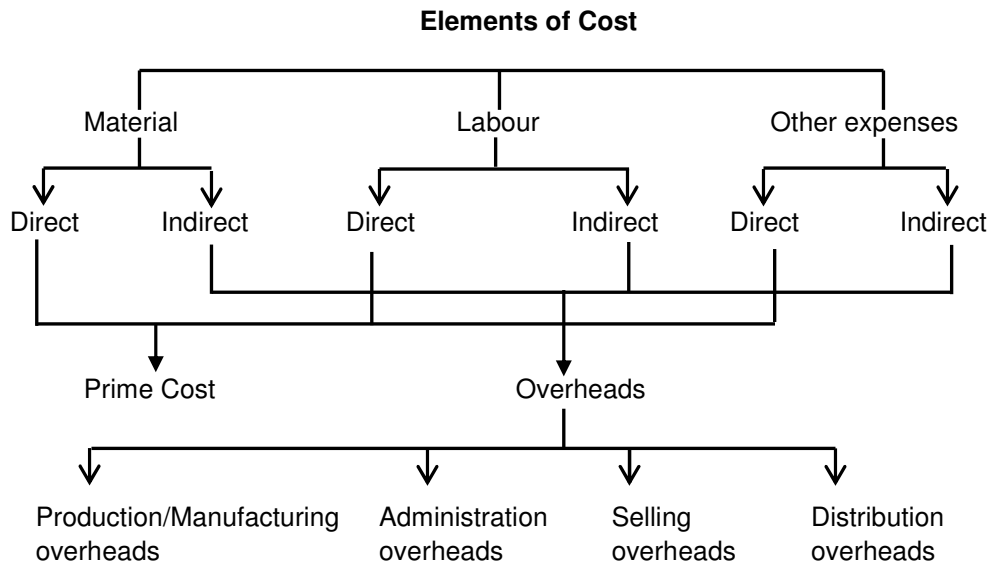 Elements of Cost
Material Labour Other expenses
Direct Indirect Direct Indirect Direct Indirect
Prime Cost Overheads
Production/Manufacturing Administration Selling Distribution
overheads overheads overheads overheads